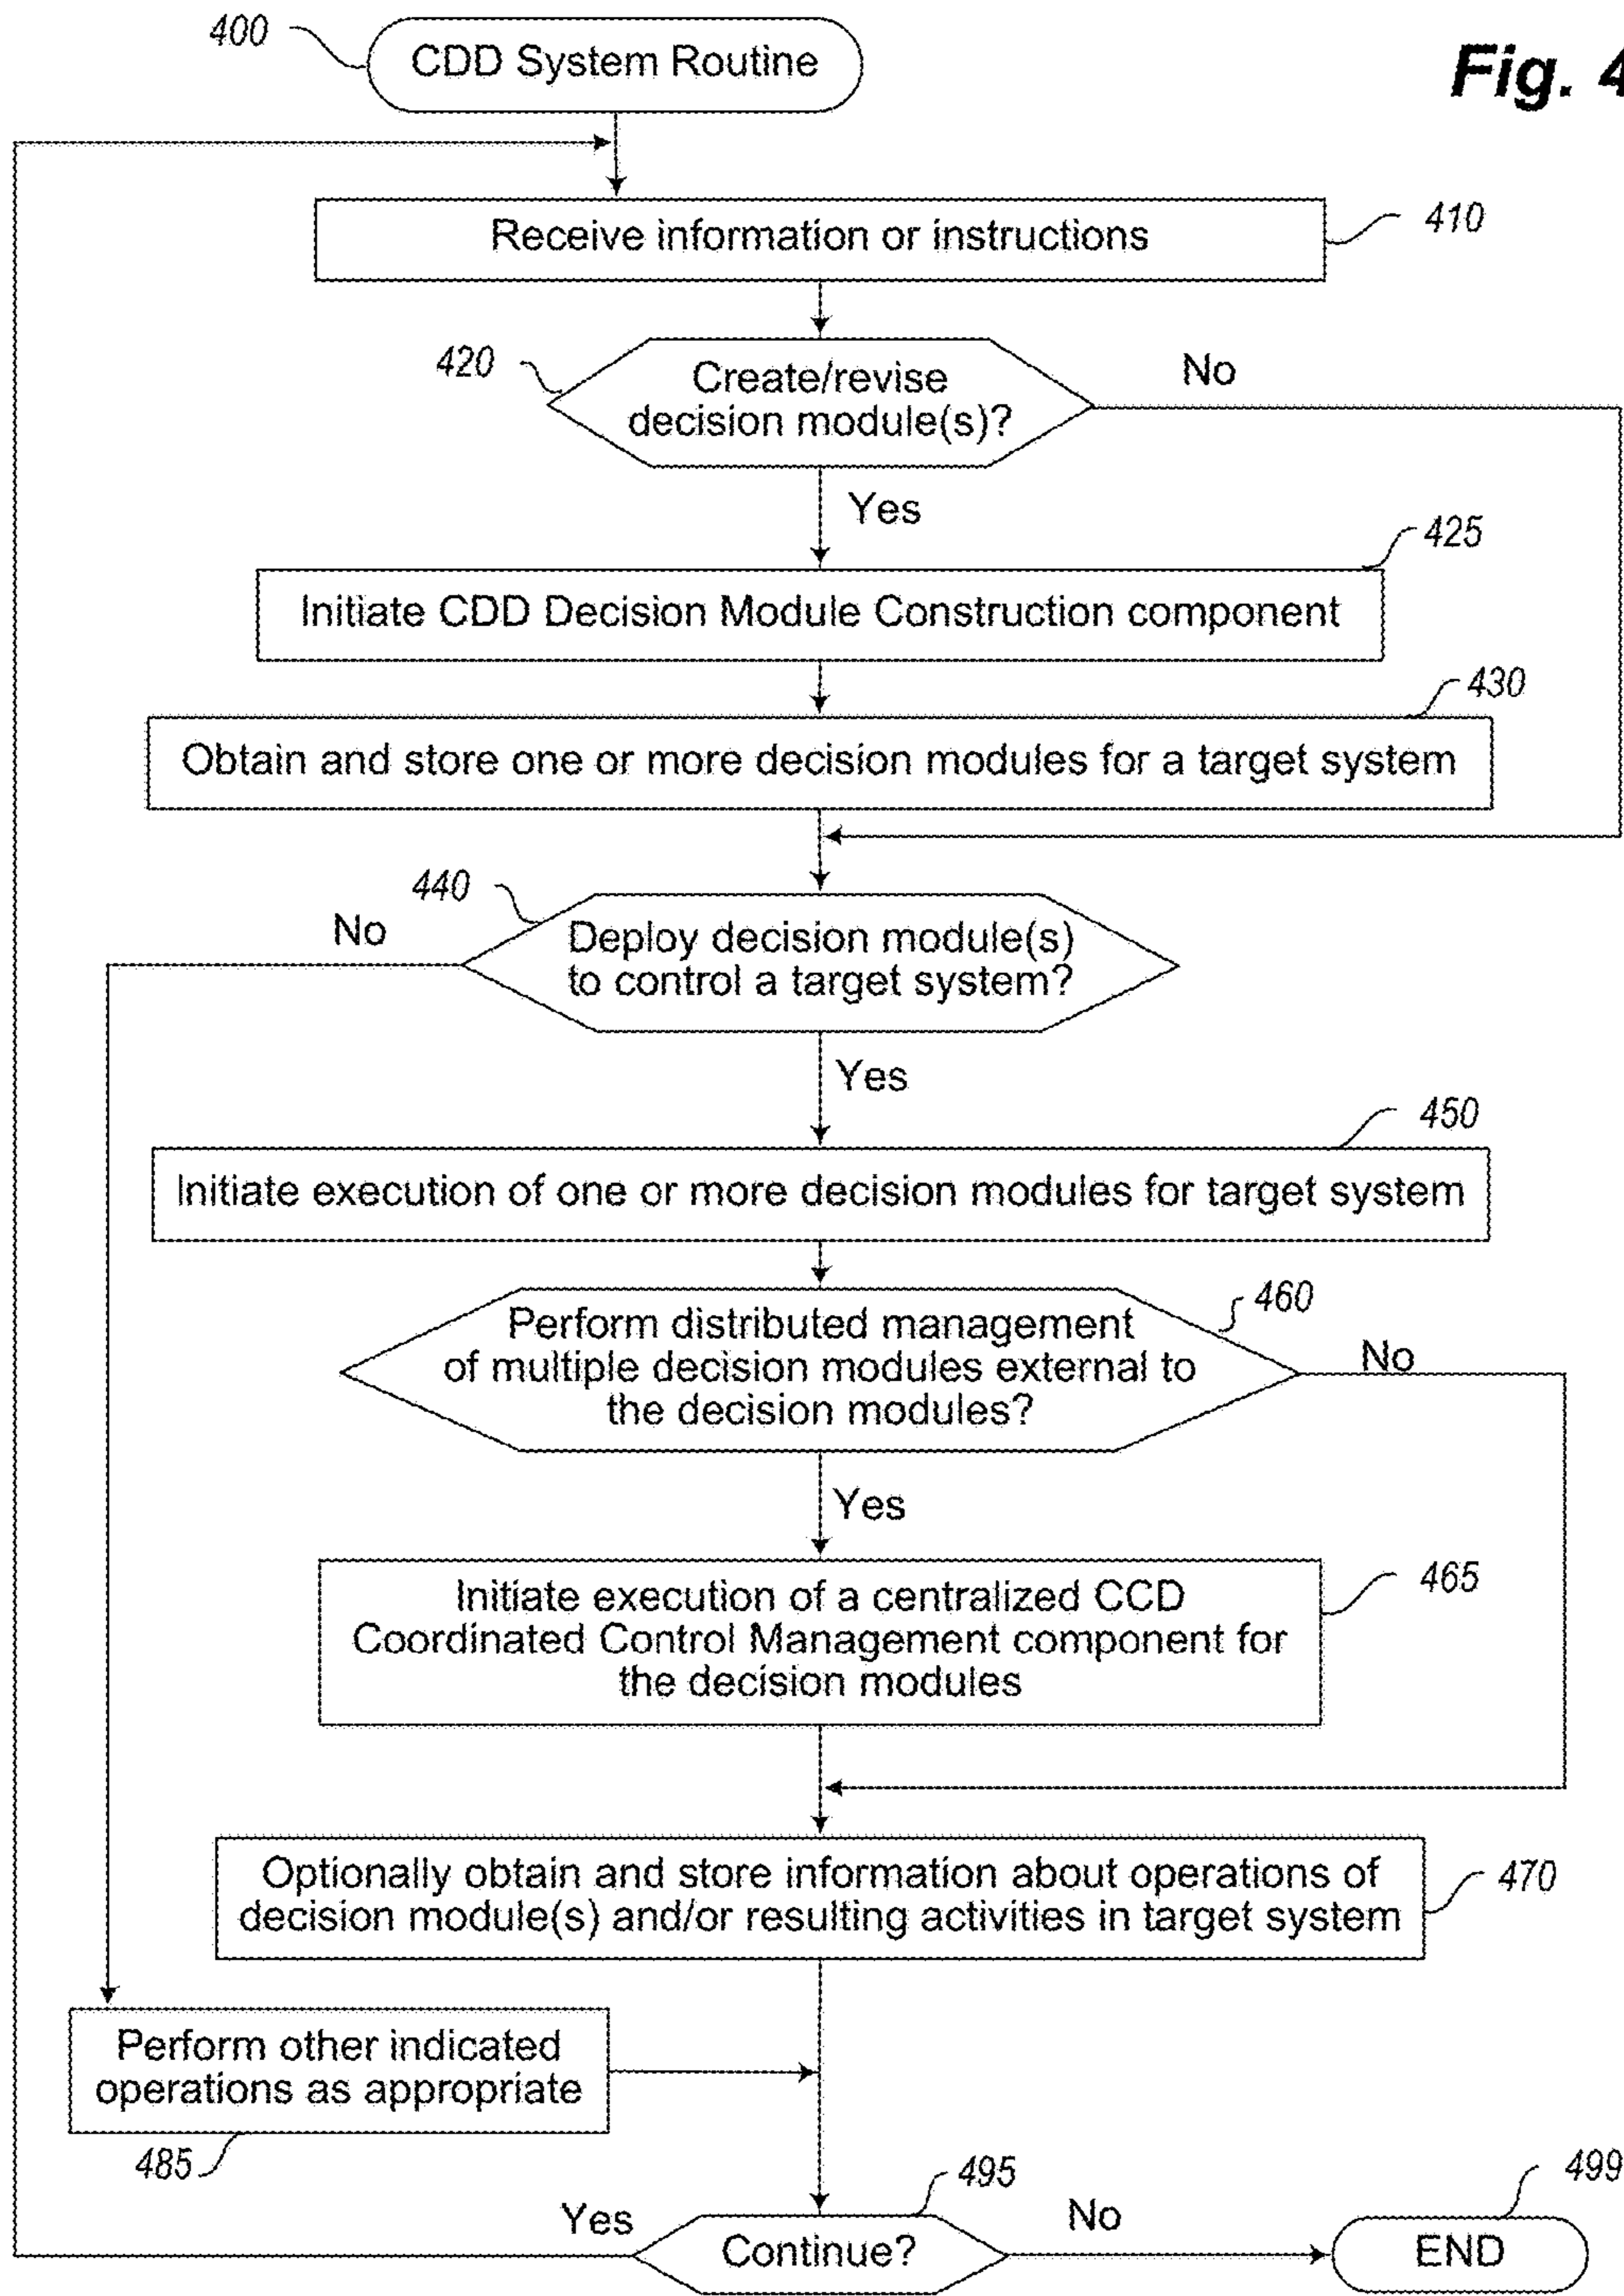 400
CDD System Routine
Fig. 4
Receive information or instructions
410
420
Create/revise
decision module(s)?
No
Yes
425
Initiate CDD Decision Module Construction component
430
Obtain and store one or more decision modules for a target system
440
No
Deploy decision module(s)
to control a target system?
Yes
450
Initiate execution of one or more decision modules for target system
460
Perform distributed management
of multiple decision modules external to
the decision modules?
No
Yes
465
Initiate execution of a centralized CCD
Coordinated Control Management component for
the decision modules
Optionally obtain and store information about operations of
decision module(s) and/or resulting activities in target system
470
Perform other indicated
operations as appropriate
485
495
499
Yes
Continue?
No
END